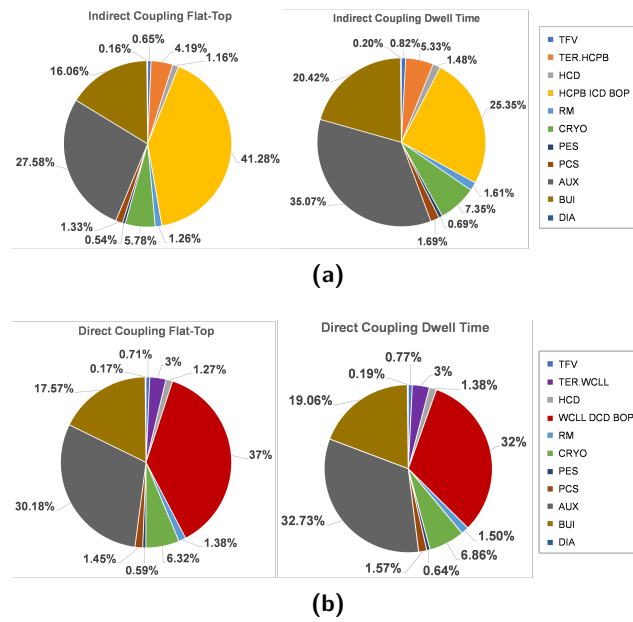 Indirect Coupling Flat-Top
0.16% 0.65% 4.19% 1.16%
16.06%
41.28%
27.58%
1.33% 0.54% 5.78% 1.26%
Indirect Coupling Dwell Time
0.20% 0.82% 5.33% 1.48%
20.42%
25.35%
1.61%
35.07%
7.35%
0.69%
1.69%
TFV
TER.HCPB
HCD
HCPB ICD BOP
RM
CRYO
PES
PCS
AUX
BUI
DIA
(a)
Direct Coupling Flat-Top
0.71% 3% 1.27%
0.17%
17.57%
37%
30.18%
1.38%
1.45% 6.32%
0.59%
Direct Coupling Dwell Time
0.77% 3% 1.38%
0.19%
19.06%
32%
32.73%
1.50%
1.57% 0.64% 6.86%
TFV
TER.WCLL
HCD
WCLL DCD BOP
RM
CRYO
PES
PCS
AUX
BUI
DIA
(b)